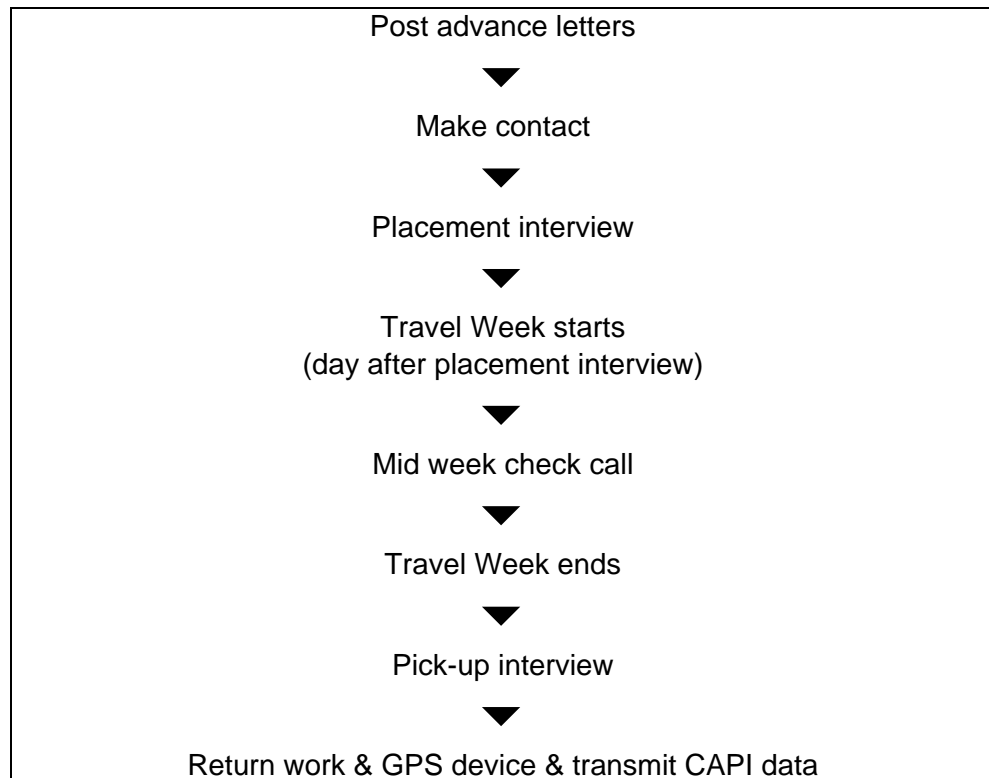 Post advance letters
Make contact
Placement interview
Travel Week starts
(day after placement interview)
Mid week check call
Travel Week ends
Pick-up interview
Return work & GPS device & transmit CAPI data